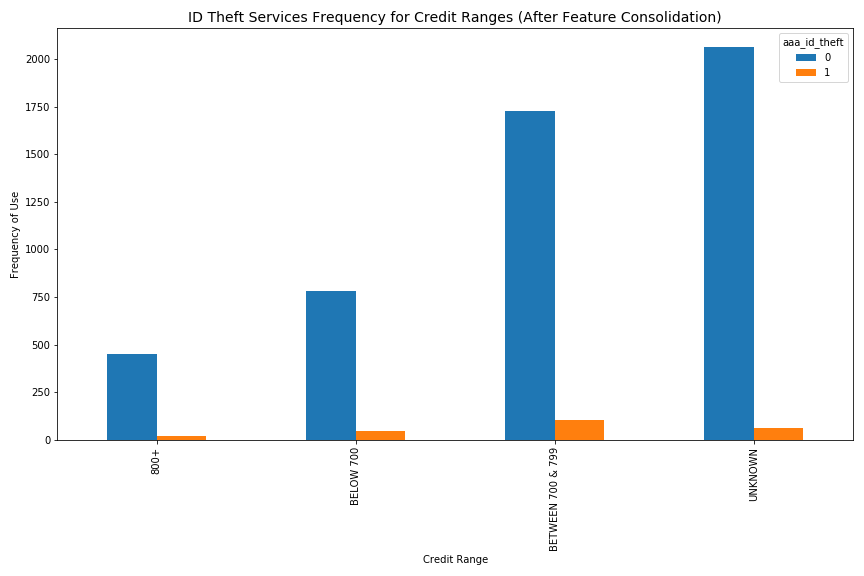 ID Theft Services Frequency for Credit Ranges (After Feature Consolidation)
aaa_id_theft
0
1
Frequency of Use
2000
1750
1500
1250
1000
750
500
250
0
800+
BELOW 700
BETWEEN 700 & 799
UNKNOWN
Credit Range